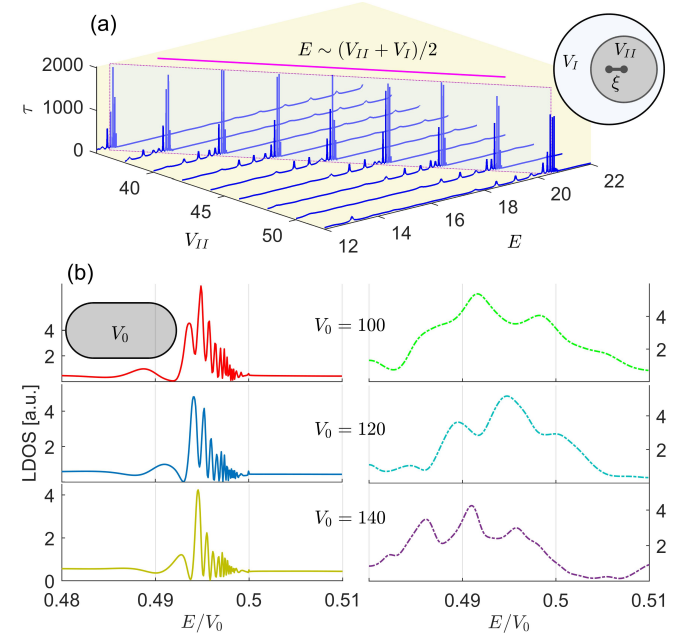 (a)
E ∼ (V_{II} + V_I)/2
V_{II}
V_I
ξ
2000
1000
0
τ
40
45
50
V_{II}
12
14
16
18
20
22
E
(b)
V_0
V_0 = 100
4
2
4
2
LDOS [a.u.]
V_0 = 120
4
2
4
2
V_0 = 140
4
2
0
4
2
0.48
0.49
0.5
0.51
0.49
0.5
0.51
E/V_0
E/V_0